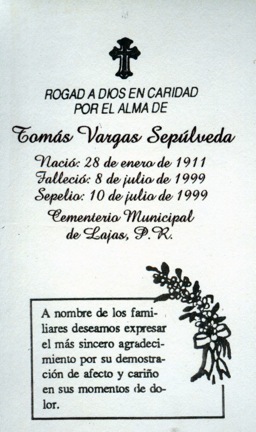 ROGAD A DIOS EN CARIDAD
POR EL ALMA DE
Tomás Vargas Sepúlveda
Nació: 28 de enero de 1911
Falleció: 8 de julio de 1999
Sepelio: 10 de julio de 1999
Cementerio Municipal
de Lajas, P.R.
A nombre de los fami-
liares deseamos expresar
el más sincero agradeci-
miento por su demostra-
ción de afecto y cariño
en sus momentos de do-
lor.